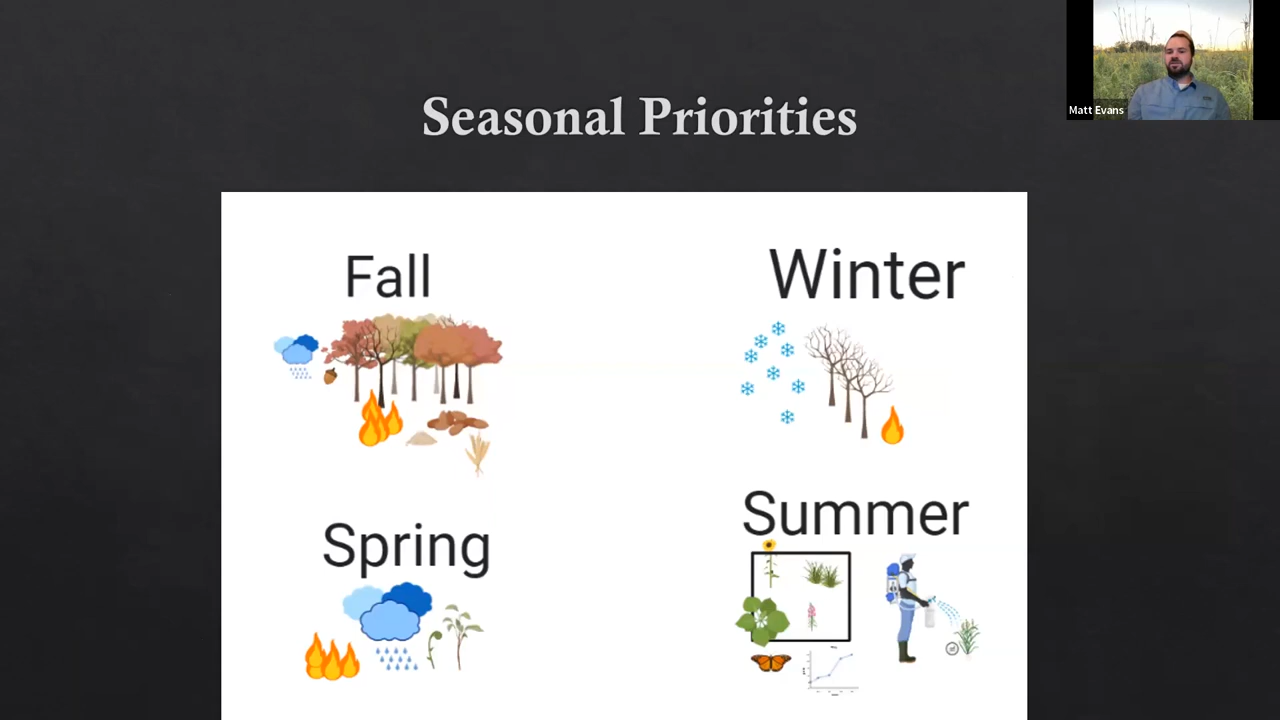 Matt Evans
Seasonal Priorities
Fall
Winter
Spring
Summer